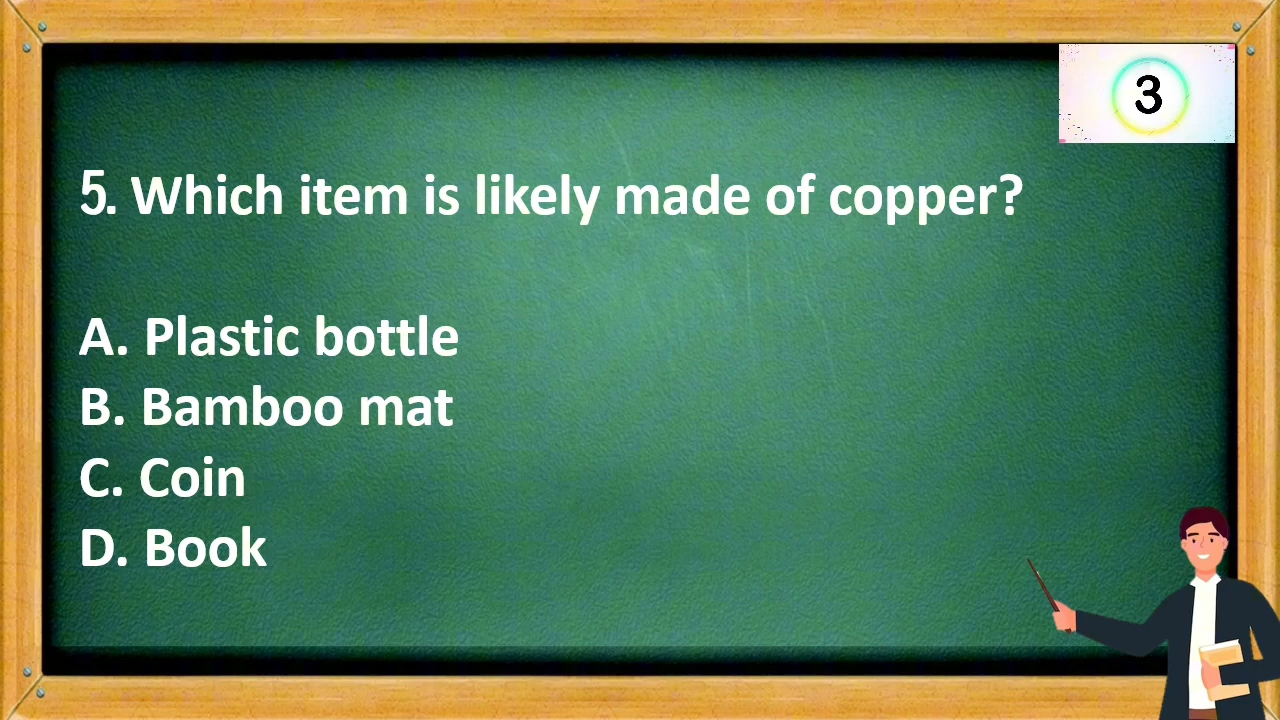 3
5. Which item is likely made of copper?
A. Plastic bottle
B. Bamboo mat
C. Coin
D. Book